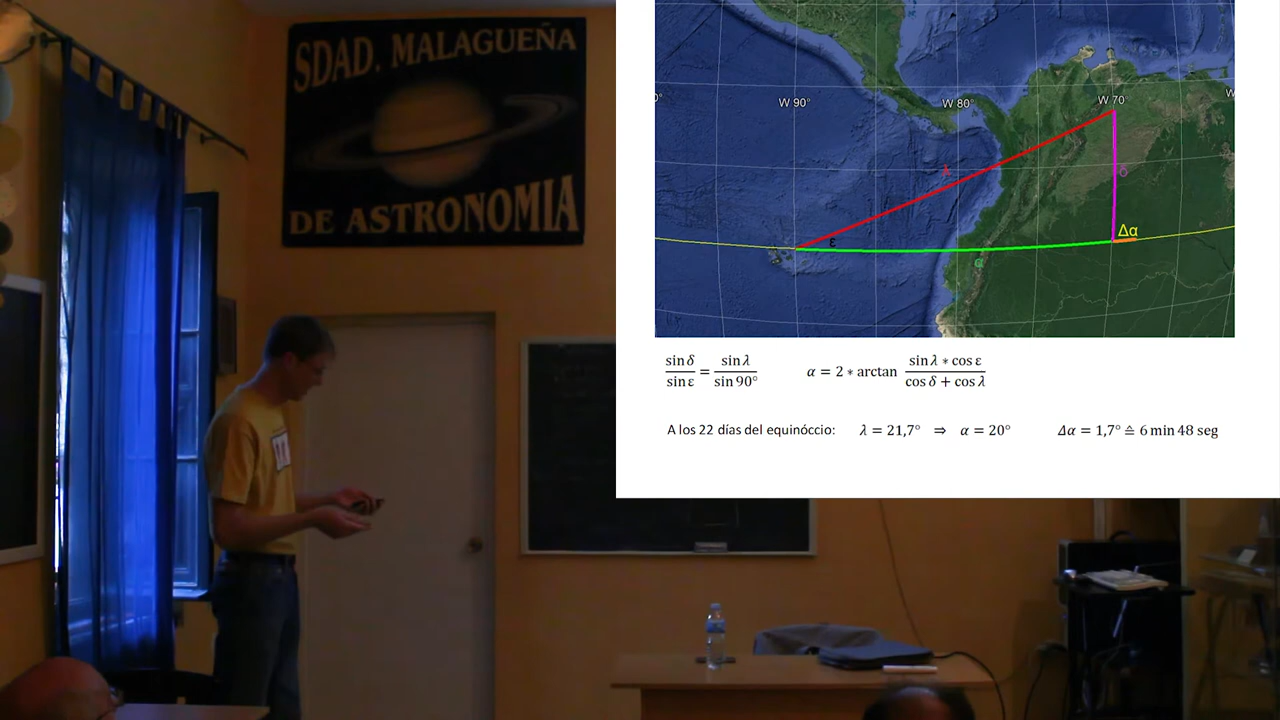 SDAD. MALAGUEÑA
DE ASTRONOMIA
0°
W 90°
W 80°
W 70°
W
λ
δ
ε
α
Δα
sin δ / sin ε = sin λ / sin 90°
α = 2 * arctan (sin λ * cos ε) / (cos δ + cos λ)
A los 22 días del equinóccio: λ = 21,7° ⇒ α = 20° Δα = 1,7° ≙ 6 min 48 seg